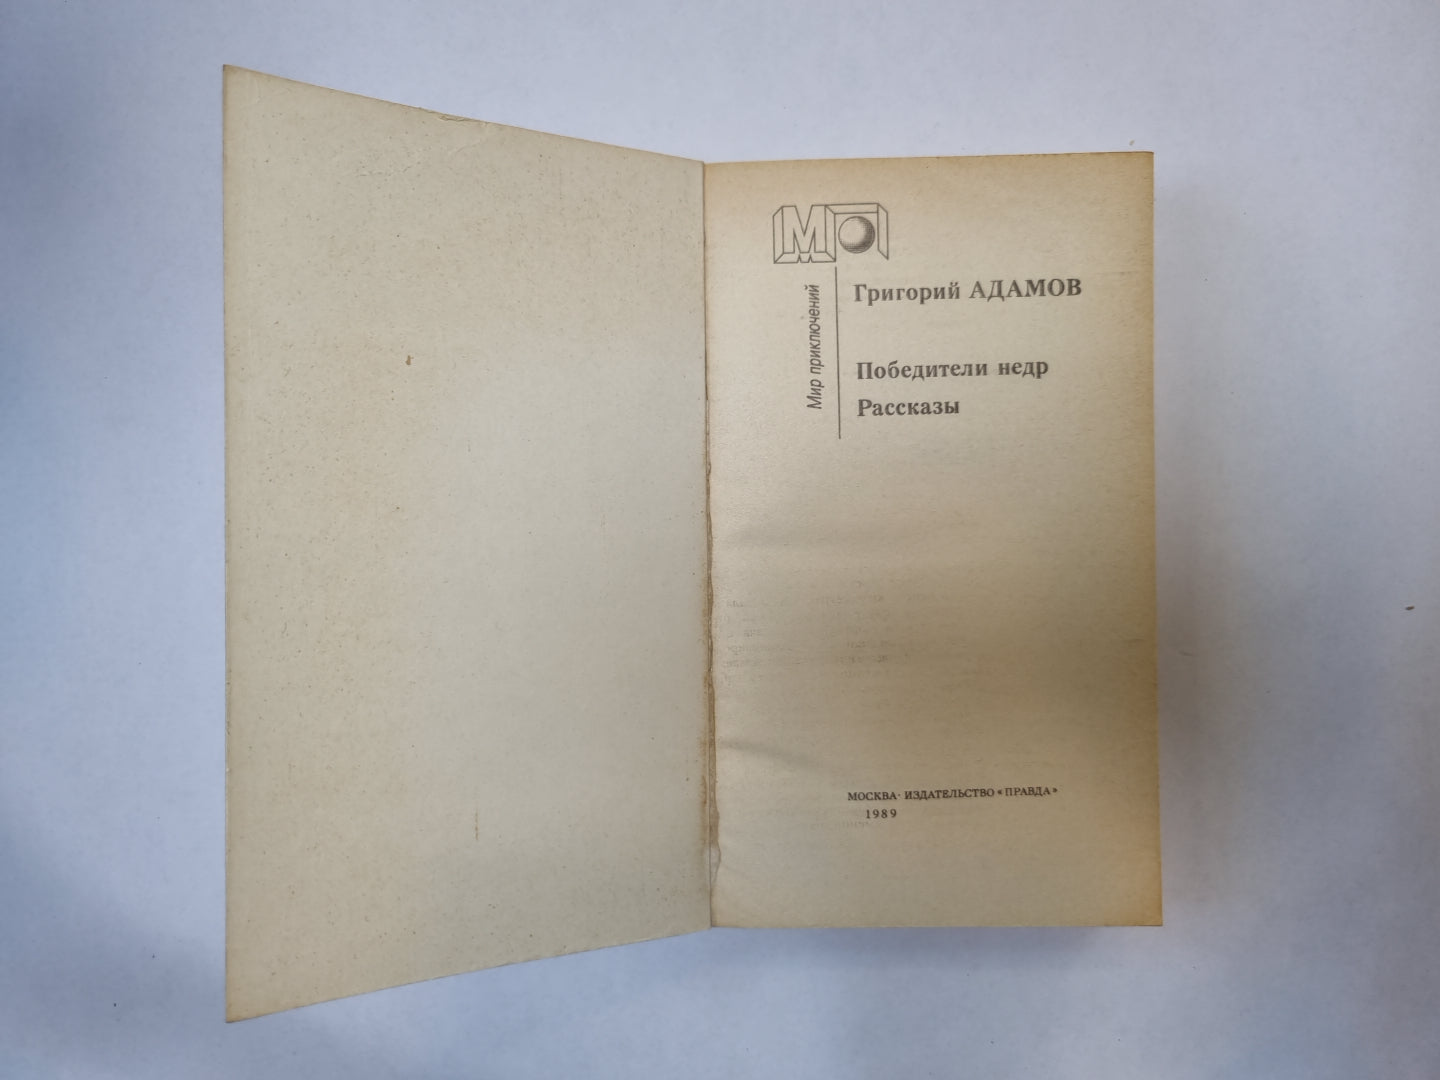 МП
Мир приключений
Григорий АДАМОВ
Победители недр
Рассказы
МОСКВА· ИЗДАТЕЛЬСТВО «ПРАВДА»
1989